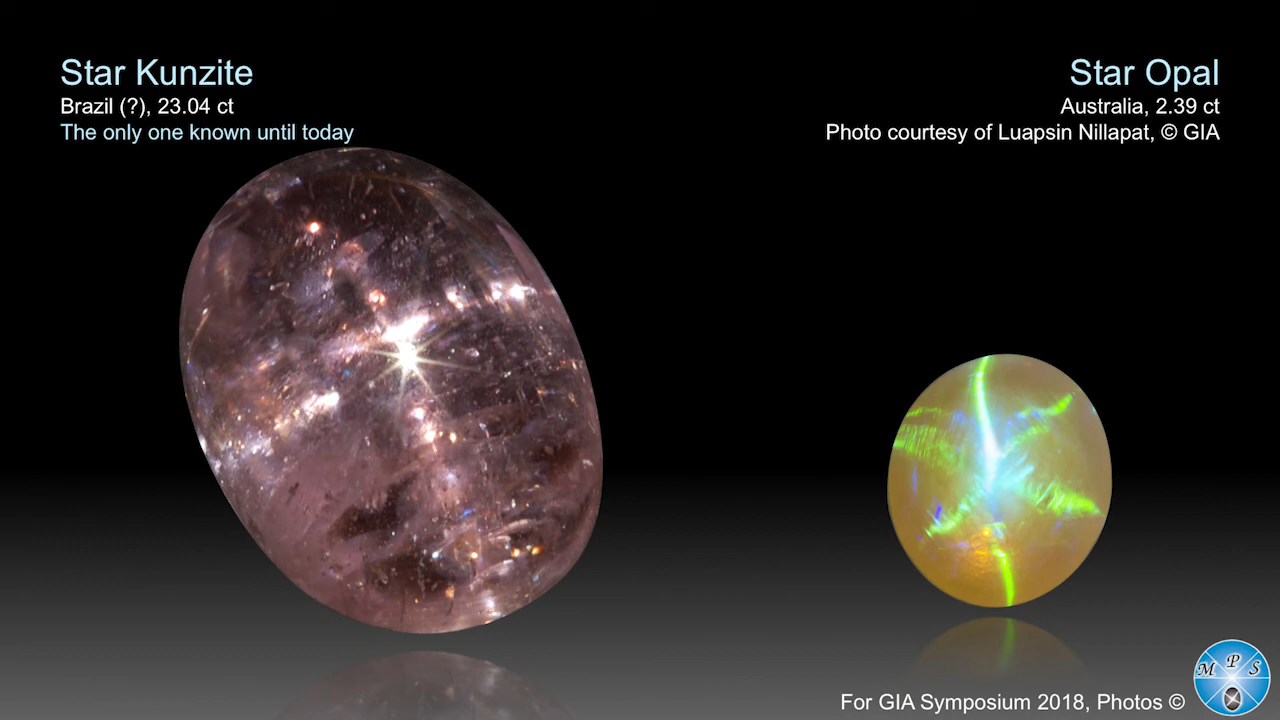 Star Kunzite
Brazil (?), 23.04 ct
The only one known until today
Star Opal
Australia, 2.39 ct
Photo courtesy of Luapsin Nillapat, © GIA
For GIA Symposium 2018, Photos ©
M P S